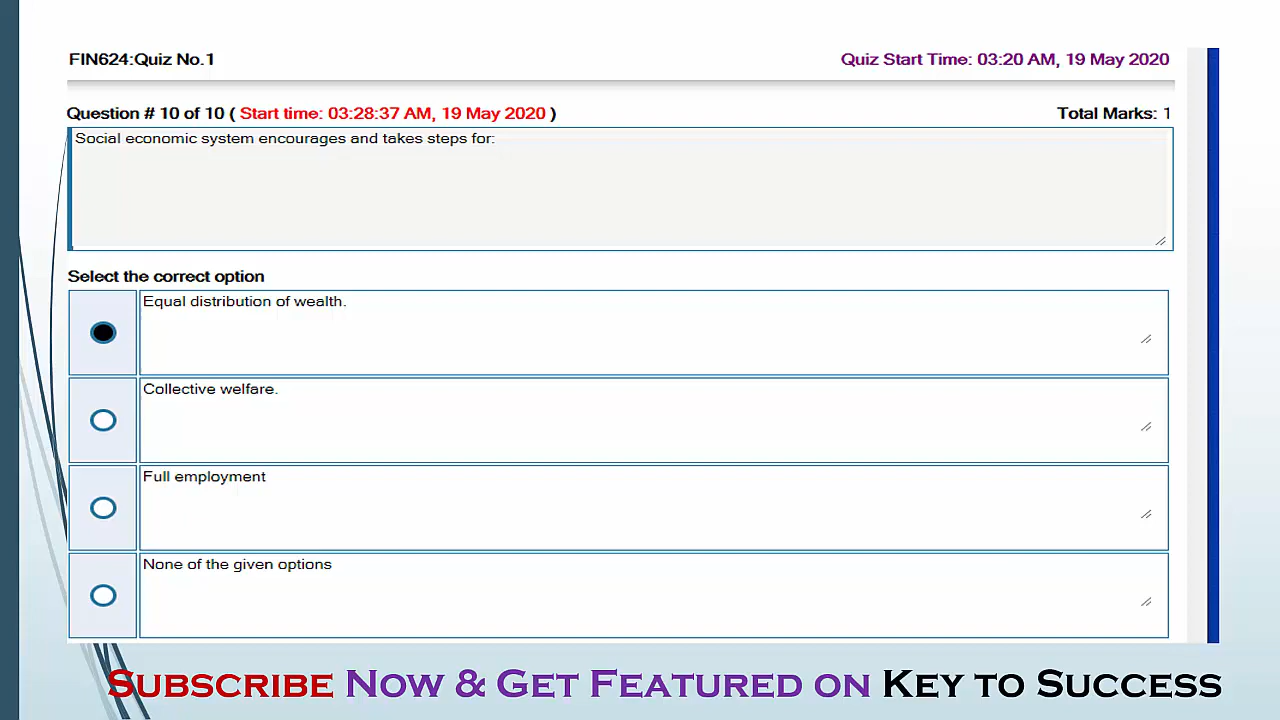 FIN624:Quiz No.1
Quiz Start Time: 03:20 AM, 19 May 2020
Question # 10 of 10 ( Start time: 03:28:37 AM, 19 May 2020 )
Total Marks: 1
Social economic system encourages and takes steps for:
Select the correct option
Equal distribution of wealth.
Collective welfare.
Full employment
None of the given options
Subscribe Now & Get Featured on Key to Success